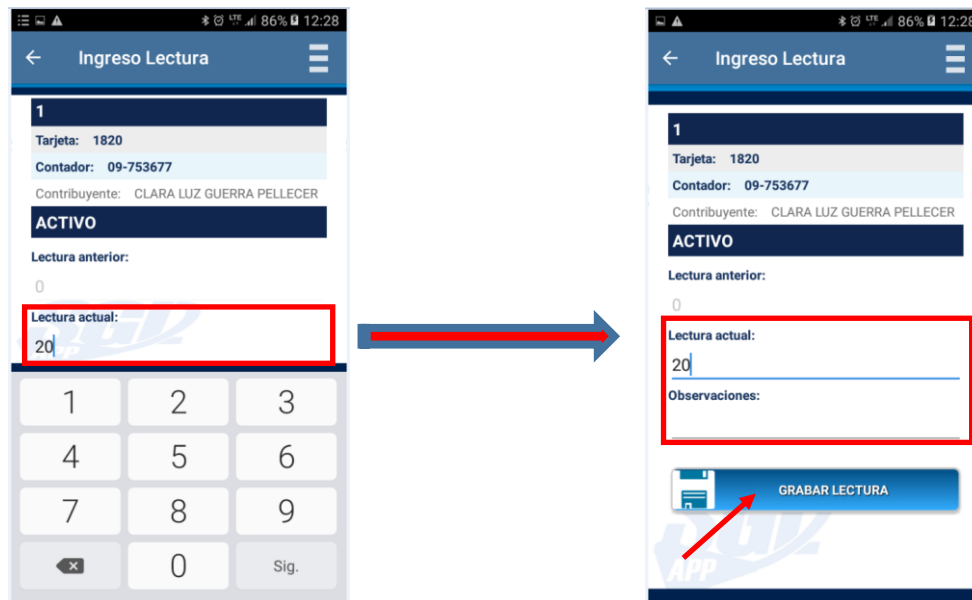 LTE 86% 12:28
Ingreso Lectura
1
Tarjeta: 1820
Contador: 09-753677
Contribuyente: CLARA LUZ GUERRA PELLECER
ACTIVO
Lectura anterior:
0
Lectura actual:
20
APP
1 2 3
4 5 6
7 8 9
0 Sig.
LTE 86% 12:28
Ingreso Lectura
1
Tarjeta: 1820
Contador: 09-753677
Contribuyente: CLARA LUZ GUERRA PELLECER
ACTIVO
Lectura anterior:
0
Lectura actual:
20
Observaciones:
GRABAR LECTURA
APP